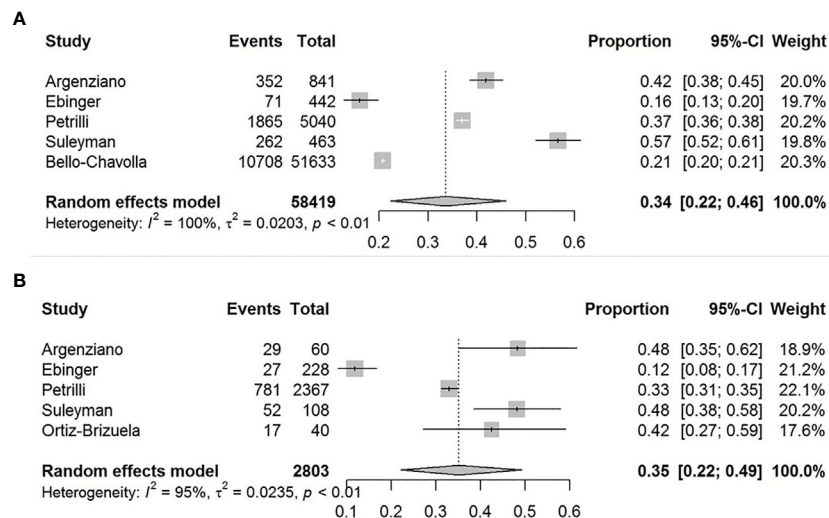 A
Study Events Total Proportion 95%-CI Weight
Argenziano 352 841 0.42 [0.38; 0.45] 20.0%
Ebinger 71 442 0.16 [0.13; 0.20] 19.7%
Petrilli 1865 5040 0.37 [0.36; 0.38] 20.2%
Suleyman 262 463 0.57 [0.52; 0.61] 19.8%
Bello-Chavolla 10708 51633 0.21 [0.20; 0.21] 20.3%
Random effects model 58419 0.34 [0.22; 0.46] 100.0%
Heterogeneity: I² = 100%, τ² = 0.0203, p < 0.01
0.2 0.3 0.4 0.5 0.6
B
Study Events Total Proportion 95%-CI Weight
Argenziano 29 60 0.48 [0.35; 0.62] 18.9%
Ebinger 27 228 0.12 [0.08; 0.17] 21.2%
Petrilli 781 2367 0.33 [0.31; 0.35] 22.1%
Suleyman 52 108 0.48 [0.38; 0.58] 20.2%
Ortiz-Brizuela 17 40 0.42 [0.27; 0.59] 17.6%
Random effects model 2803 0.35 [0.22; 0.49] 100.0%
Heterogeneity: I² = 95%, τ² = 0.0235, p < 0.01
0.1 0.1 0.3 0.4 0.5 0.6